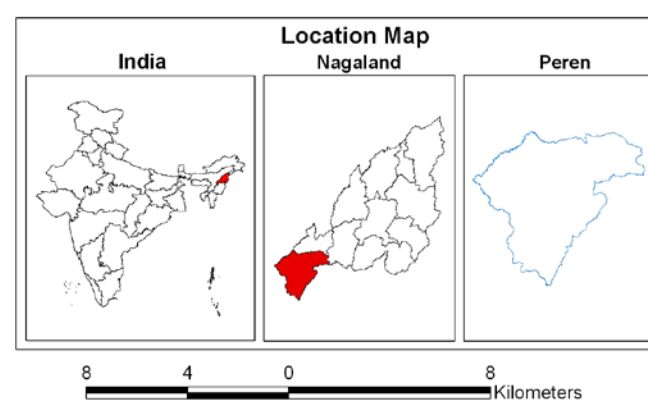 Location Map
India
Nagaland
Peren
8 4 0 8
Kilometers